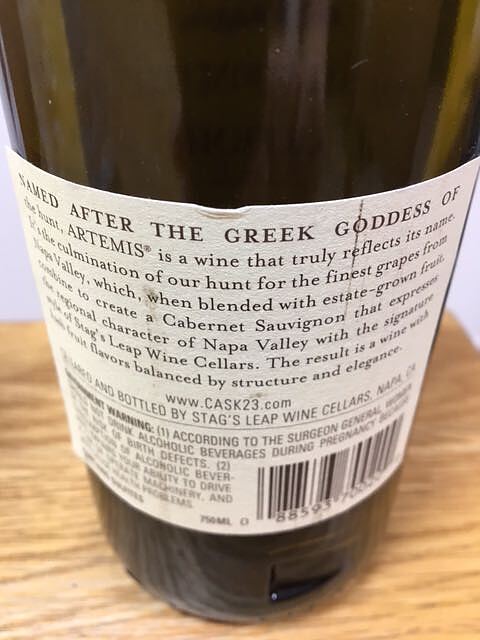 NAMED AFTER THE GREEK GODDESS OF
the hunt, ARTEMIS® is a wine that truly reflects its name.
It's the culmination of our hunt for the finest grapes from
Napa Valley, which, when blended with estate-grown fruit,
combine to create a Cabernet Sauvignon that expresses
the regional character of Napa Valley with the signature
style of Stag's Leap Wine Cellars. The result is a wine with
fruit flavors balanced by structure and elegance.
www.CASK23.com
AND BOTTLED BY STAG'S LEAP WINE CELLARS, NAPA, CA
WARNING: (1) ACCORDING TO THE SURGEON GENERAL, WOMEN
DRINK ALCOHOLIC BEVERAGES DURING PREGNANCY BECAUSE
RISK OF BIRTH DEFECTS. (2)
OF ALCOHOLIC BEVER-
YOUR ABILITY TO DRIVE
MACHINERY, AND
HEALTH PROBLEMS.
750ML